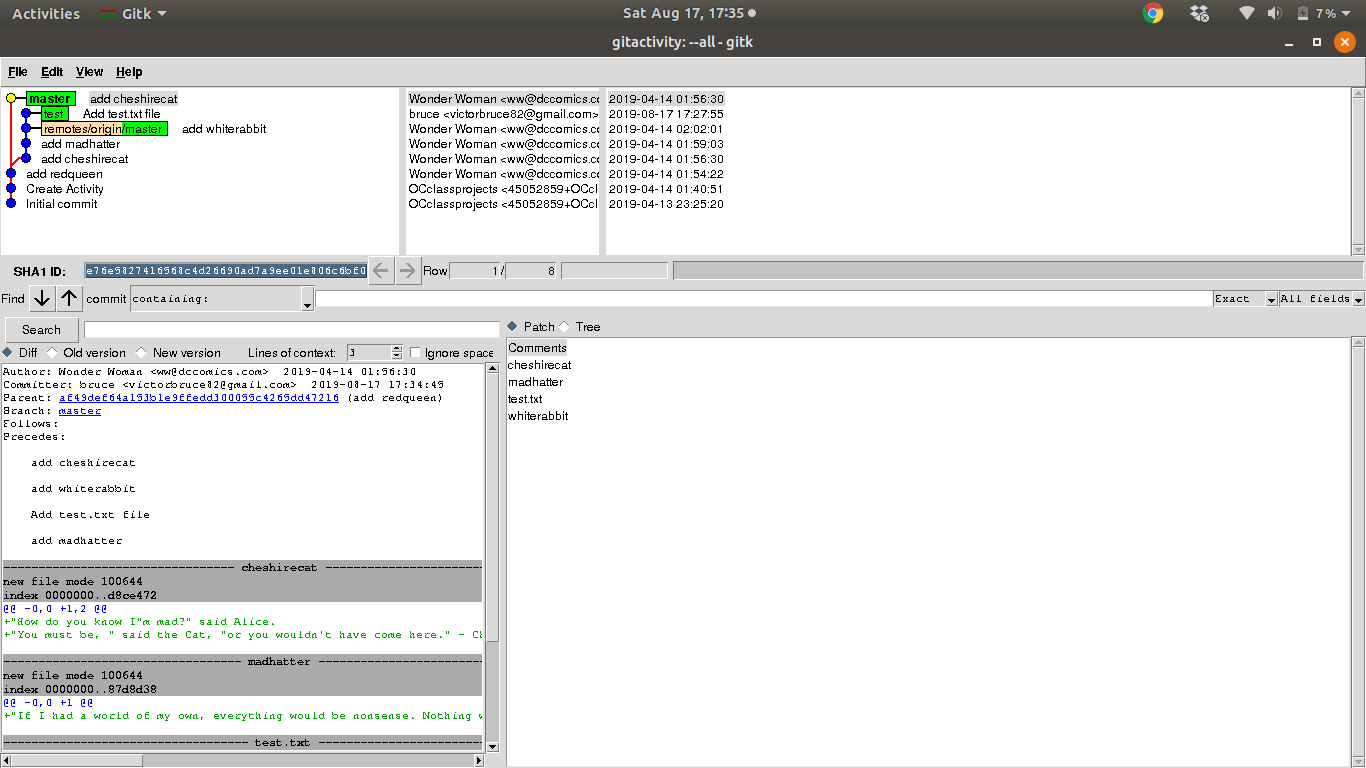 Activities Gitk Sat Aug 17, 17:35 7%
gitactivity: --all - gitk
File Edit View Help
master add cheshirecat Wonder Woman <ww@dccomics.co 2019-04-14 01:56:30
test Add test.txt file bruce <victorbruce82@gmail.com> 2019-08-17 17:27:55
remotes/origin/master add whiterabbit Wonder Woman <ww@dccomics.co 2019-04-14 02:02:01
add madhatter Wonder Woman <ww@dccomics.co 2019-04-14 01:59:03
add cheshirecat Wonder Woman <ww@dccomics.co 2019-04-14 01:56:30
add redqueen Wonder Woman <ww@dccomics.co 2019-04-14 01:54:22
Create Activity OCclassprojects <45052859+OCcl 2019-04-14 01:40:51
Initial commit OCclassprojects <45052859+OCcl 2019-04-13 23:25:20
SHA1 ID: e76e9827416968c4d26690ad7a9ee01e806c6bf0 Row 1 / 8
Find commit containing: Exact All fields
Search
Patch Tree
Diff Old version New version Lines of context: 3 Ignore space
Author: Wonder Woman <ww@dccomics.com> 2019-04-14 01:56:30
Committer: bruce <victorbruce82@gmail.com> 2019-08-17 17:34:45
Parent: af49def64a193b1e9ffedd300055c4265dd47216 (add redqueen)
Branch: master
Follows:
Precedes:
add cheshirecat
add whiterabbit
Add test.txt file
add madhatter
cheshirecat
new file mode 100644
index 0000000..d8ce472
@@ -0,0 +1,2 @@
+"How do you know I"m mad?" said Alice.
+"You must be, " said the Cat, "or you wouldn't have come here." - Ch
madhatter
new file mode 100644
index 0000000..87d8d38
@@ -0,0 +1 @@
+"If I had a world of my own, everything would be nonsense. Nothing w
test.txt
Comments
cheshirecat
madhatter
test.txt
whiterabbit